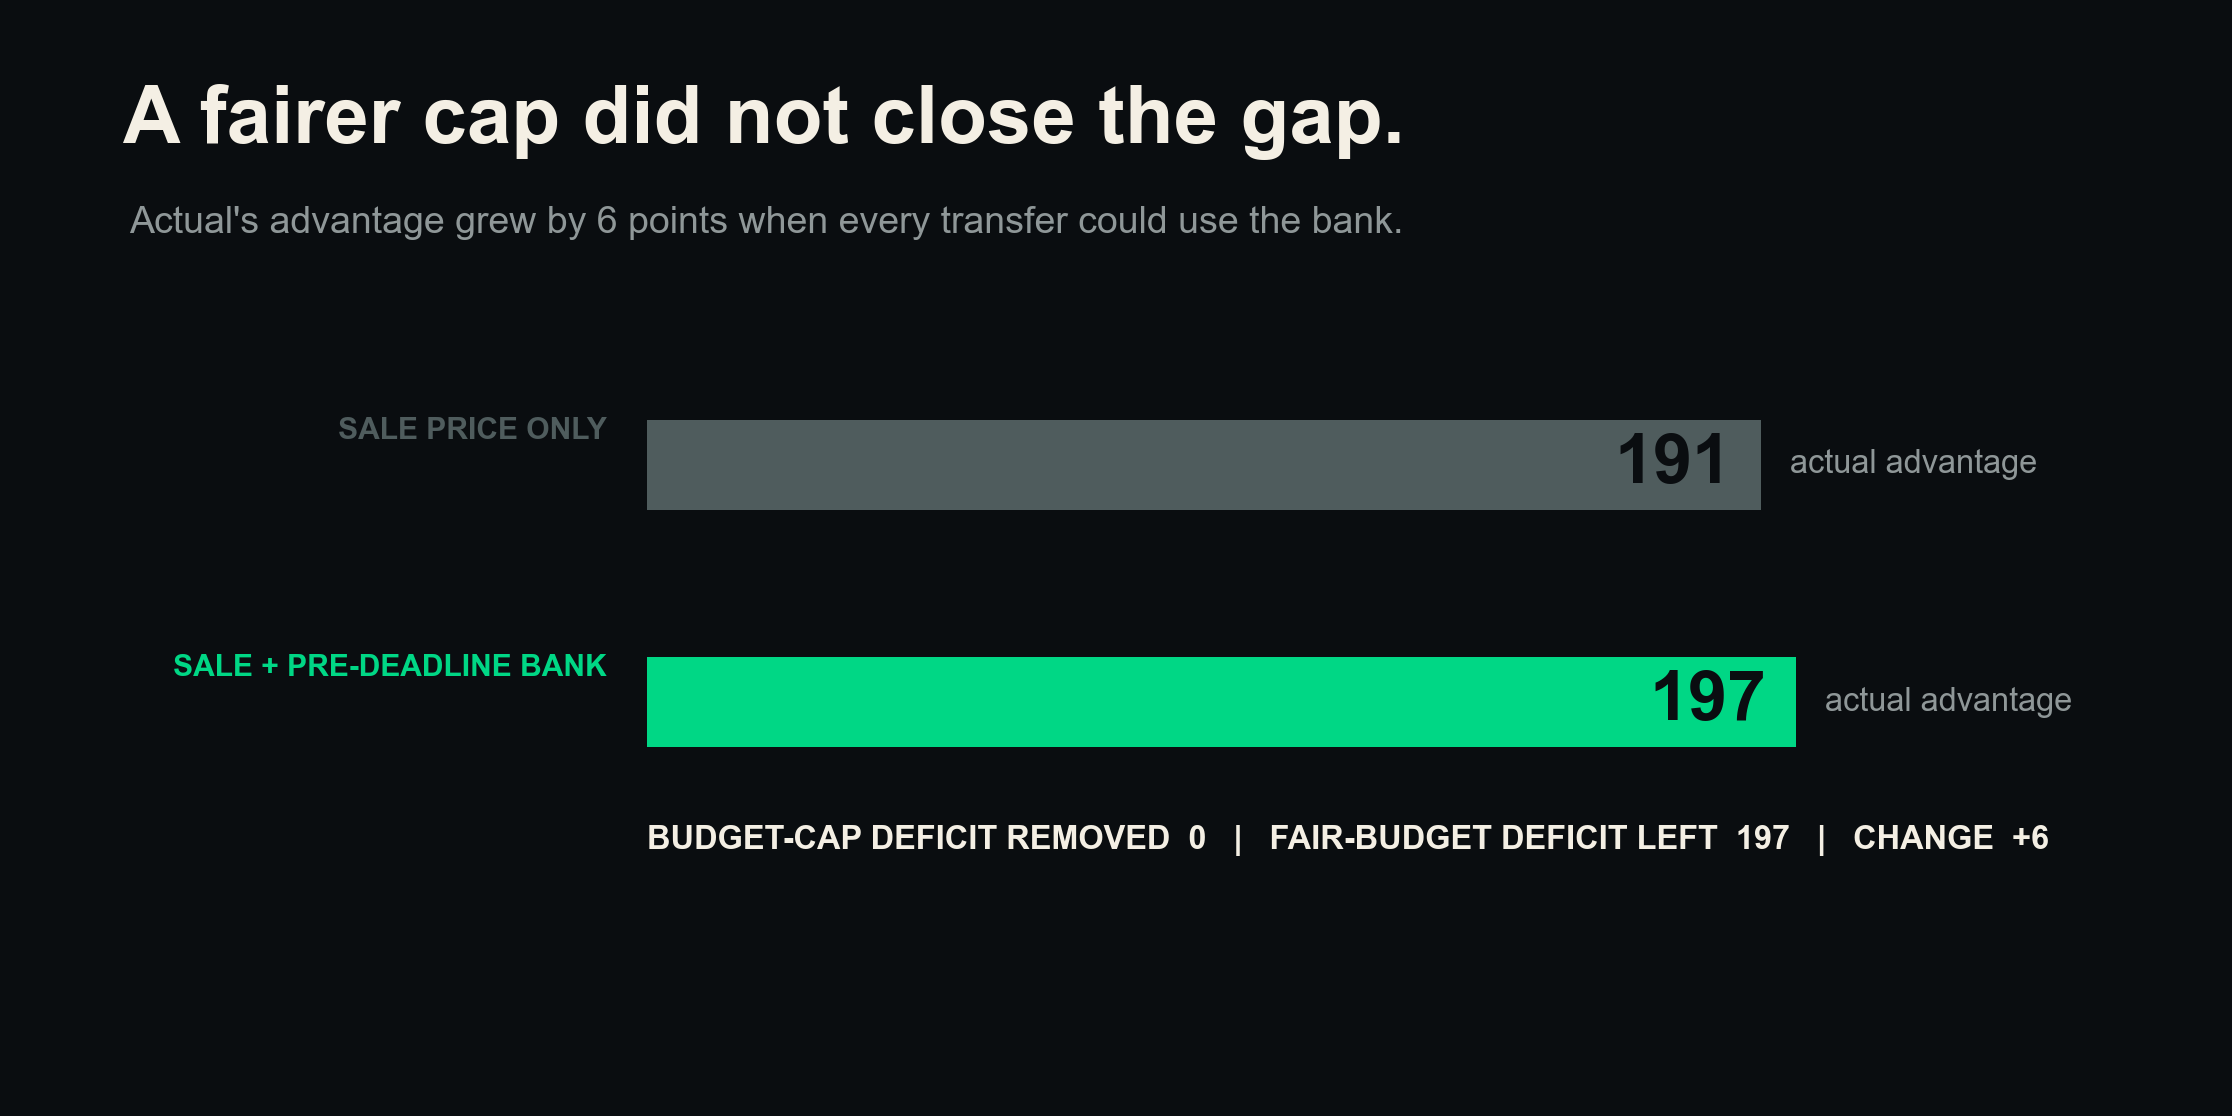 A fairer cap did not close the gap.
Actual's advantage grew by 6 points when every transfer could use the bank.
SALE PRICE ONLY
191
actual advantage
SALE + PRE-DEADLINE BANK
197
actual advantage
BUDGET-CAP DEFICIT REMOVED 0 | FAIR-BUDGET DEFICIT LEFT 197 | CHANGE +6